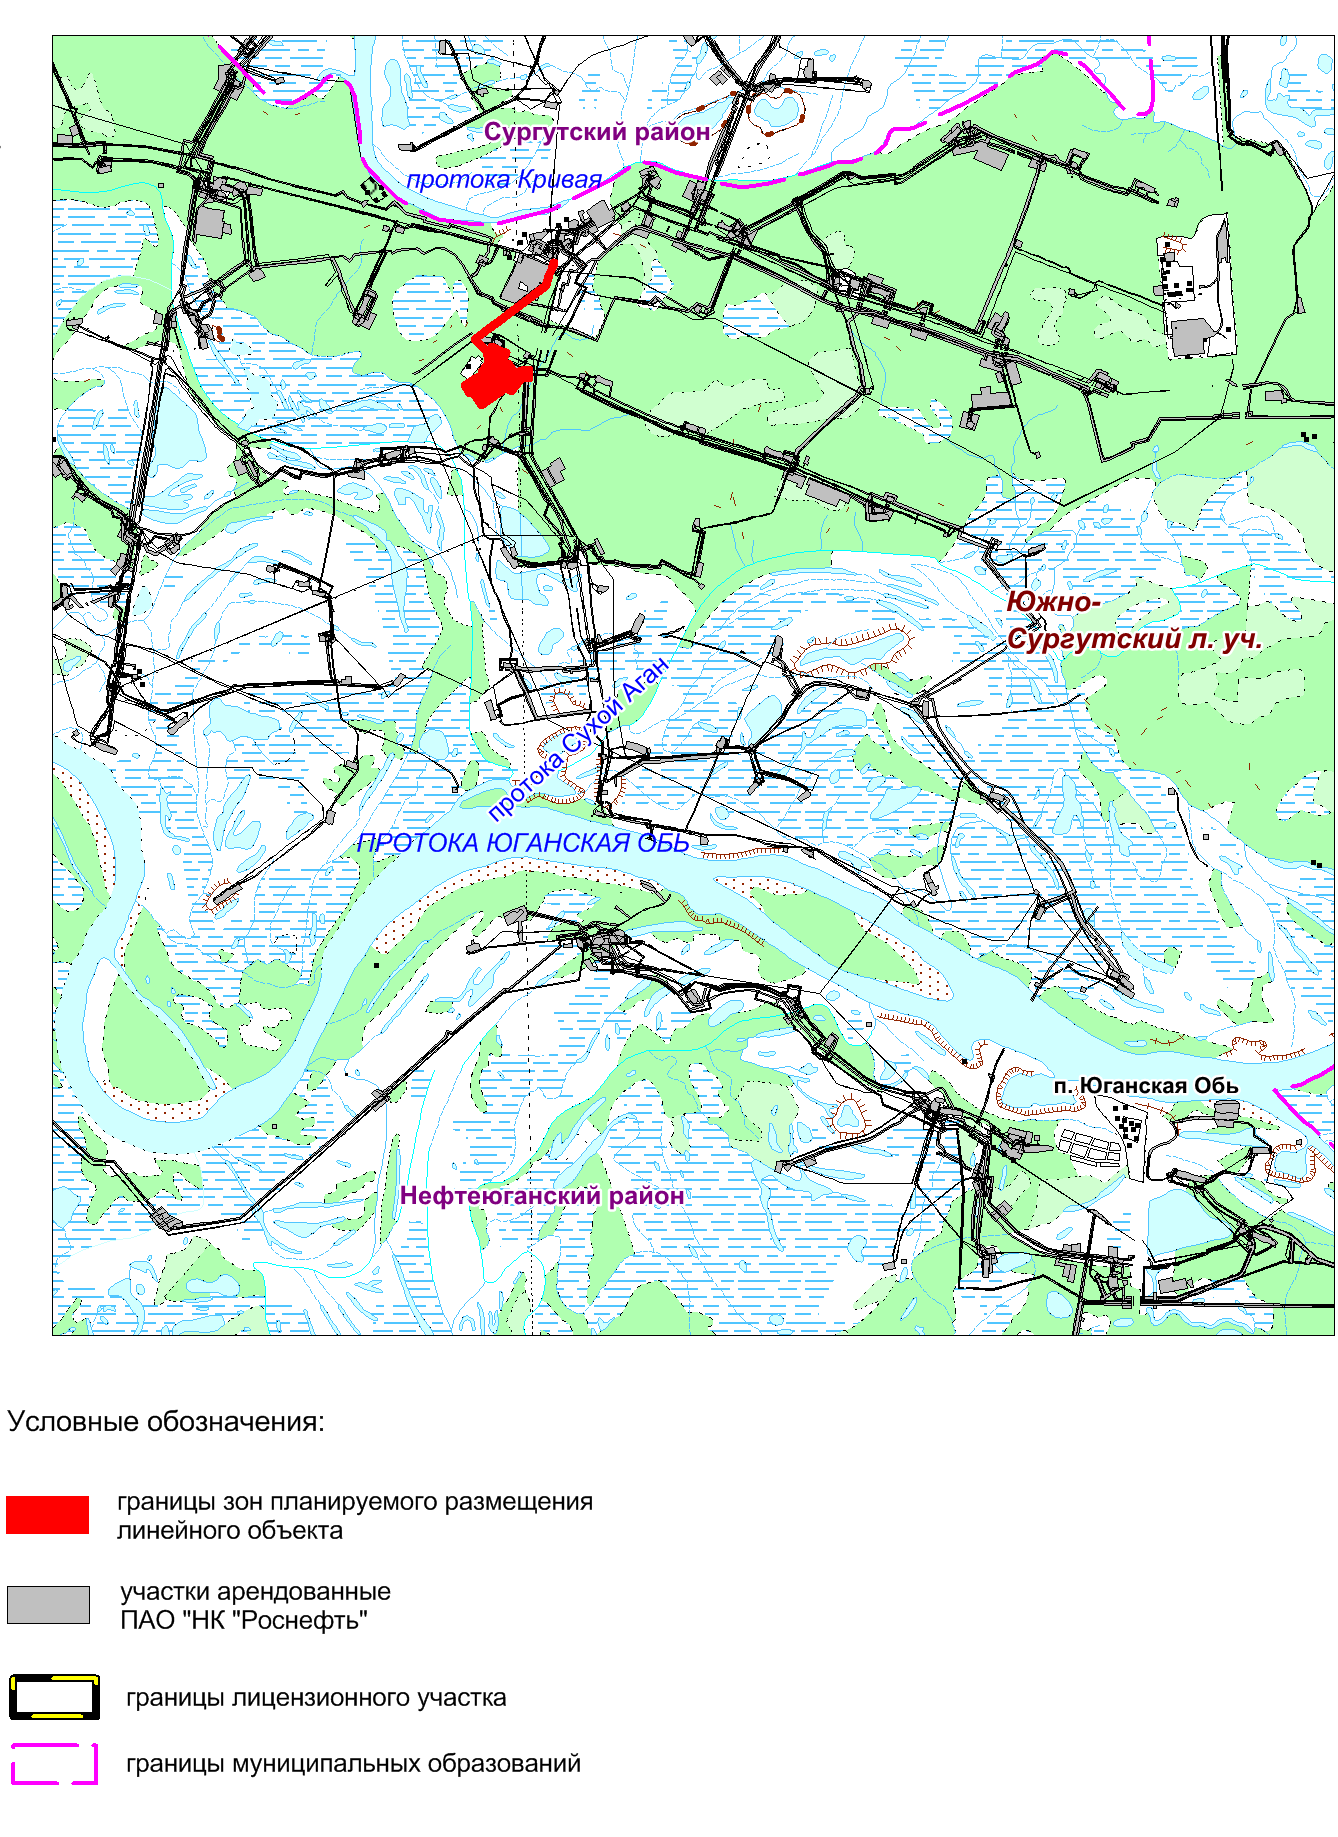 Сургутский район
протока Кривая
Южно-
Сургутский л. уч.
протока Сухой Аган
ПРОТОКА ЮГАНСКАЯ ОБЬ
п. Юганская Обь
Нефтеюганский район
Условные обозначения:
границы зон планируемого размещения
линейного объекта
участки арендованные
ПАО "НК "Роснефть"
границы лицензионного участка
границы муниципальных образований